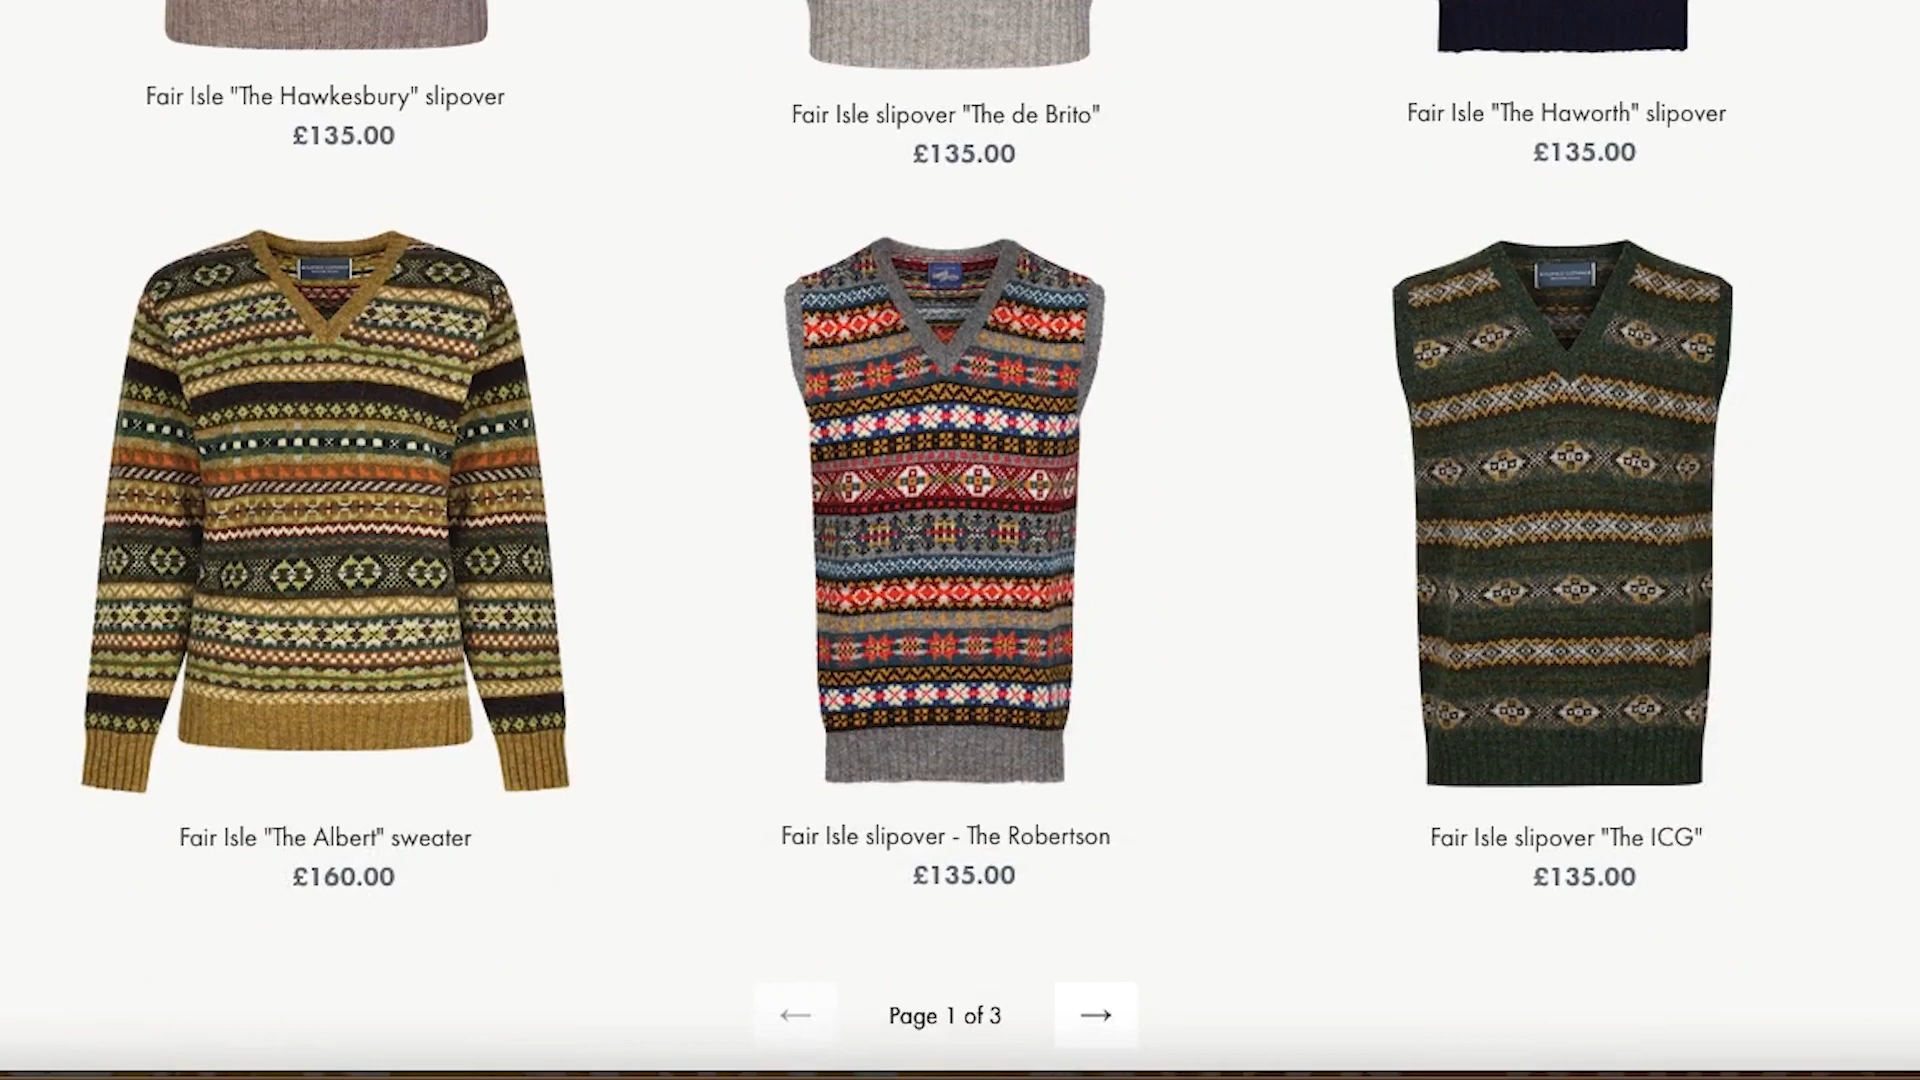 Fair Isle "The Hawkesbury" slipover
£135.00
Fair Isle slipover "The de Brito"
£135.00
Fair Isle "The Haworth" slipover
£135.00
Fair Isle "The Albert" sweater
£160.00
Fair Isle slipover - The Robertson
£135.00
Fair Isle slipover "The ICG"
£135.00
← Page 1 of 3 →